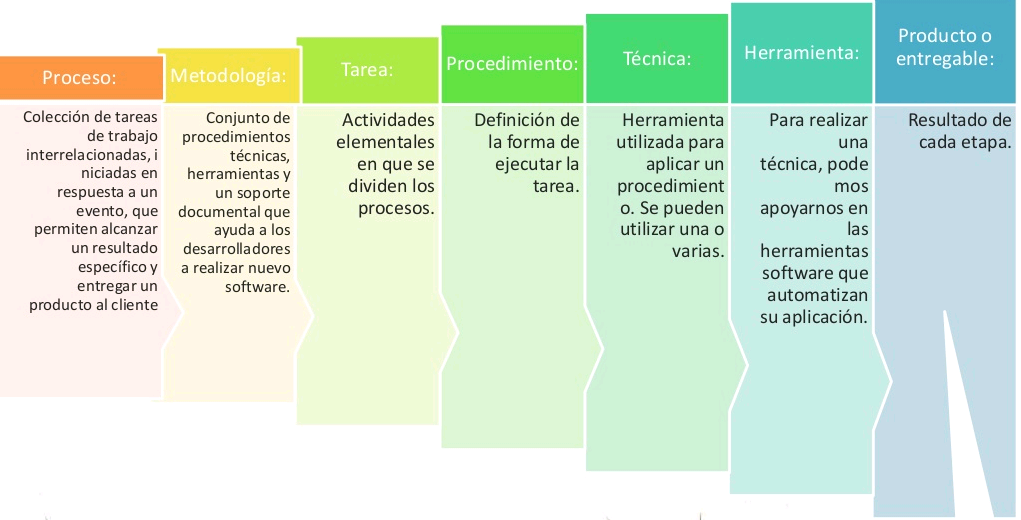 Proceso:
Colección de tareas
de trabajo
interrelacionadas, i
niciadas en
respuesta a un
evento, que
permiten alcanzar
un resultado
específico y
entregar un
producto al cliente
Metodología:
Conjunto de
procedimientos
técnicas,
herramientas y
un soporte
documental que
ayuda a los
desarrolladores
a realizar nuevo
software.
Tarea:
Actividades
elementales
en que se
dividen los
procesos.
Procedimiento:
Definición de
la forma de
ejecutar la
tarea.
Técnica:
Herramienta
utilizada para
aplicar un
procedimient
o. Se pueden
utilizar una o
varias.
Herramienta:
Para realizar
una
técnica, pode
mos
apoyarnos en
las
herramientas
software que
automatizan
su aplicación.
Producto o
entregable:
Resultado de
cada etapa.